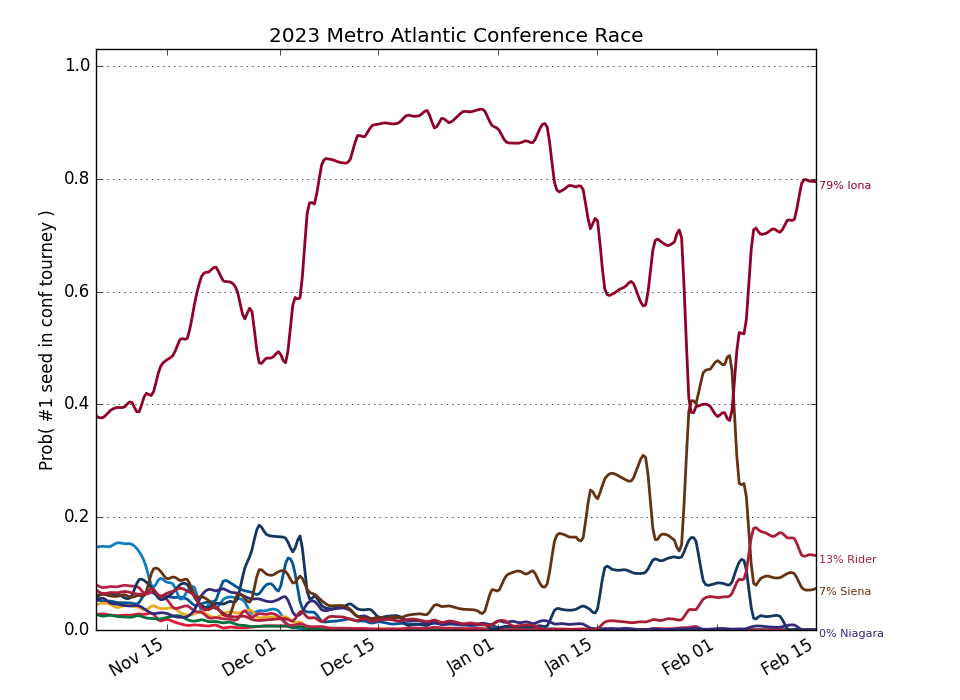 2023 Metro Atlantic Conference Race
Prob( #1 seed in conf tourney )
1.0
0.8
0.6
0.4
0.2
0.0
79% Iona
13% Rider
7% Siena
0% Niagara
Nov 15
Dec 01
Dec 15
Jan 01
Jan 15
Feb 01
Feb 15